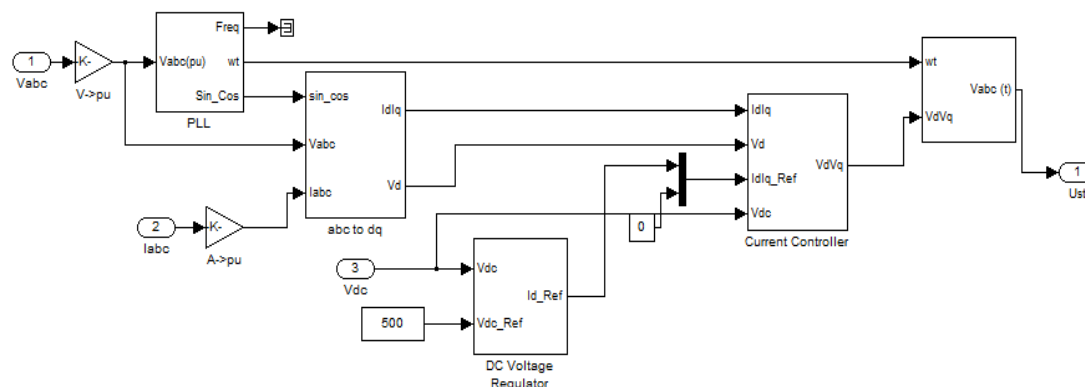 Freq
Vabc(pu)
wt
Sin_Cos
PLL
1
Vabc
K-
V->pu
sin_cos
IdIq
Vabc
Vd
Iabc
abc to dq
2
Iabc
K-
A->pu
3
Vdc
500
Vdc
Id_Ref
Vdc_Ref
DC Voltage
Regulator
0
IdIq
Vd
VdVq
IdIq_Ref
Vdc
Current Controller
wt
Vabc (t)
VdVq
1